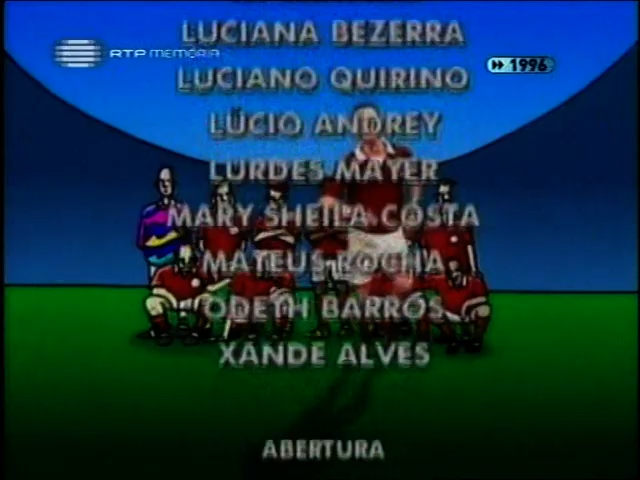 LUCIANA BEZERRA
RTP MEMÓRIA
1996
LUCIANO QUIRINO
LÚCIO ANDREY
LURDES MAYER
MARY SHEILA COSTA
MATEUS ROCHA
ODETH BARROS
XANDE ALVES
ABERTURA